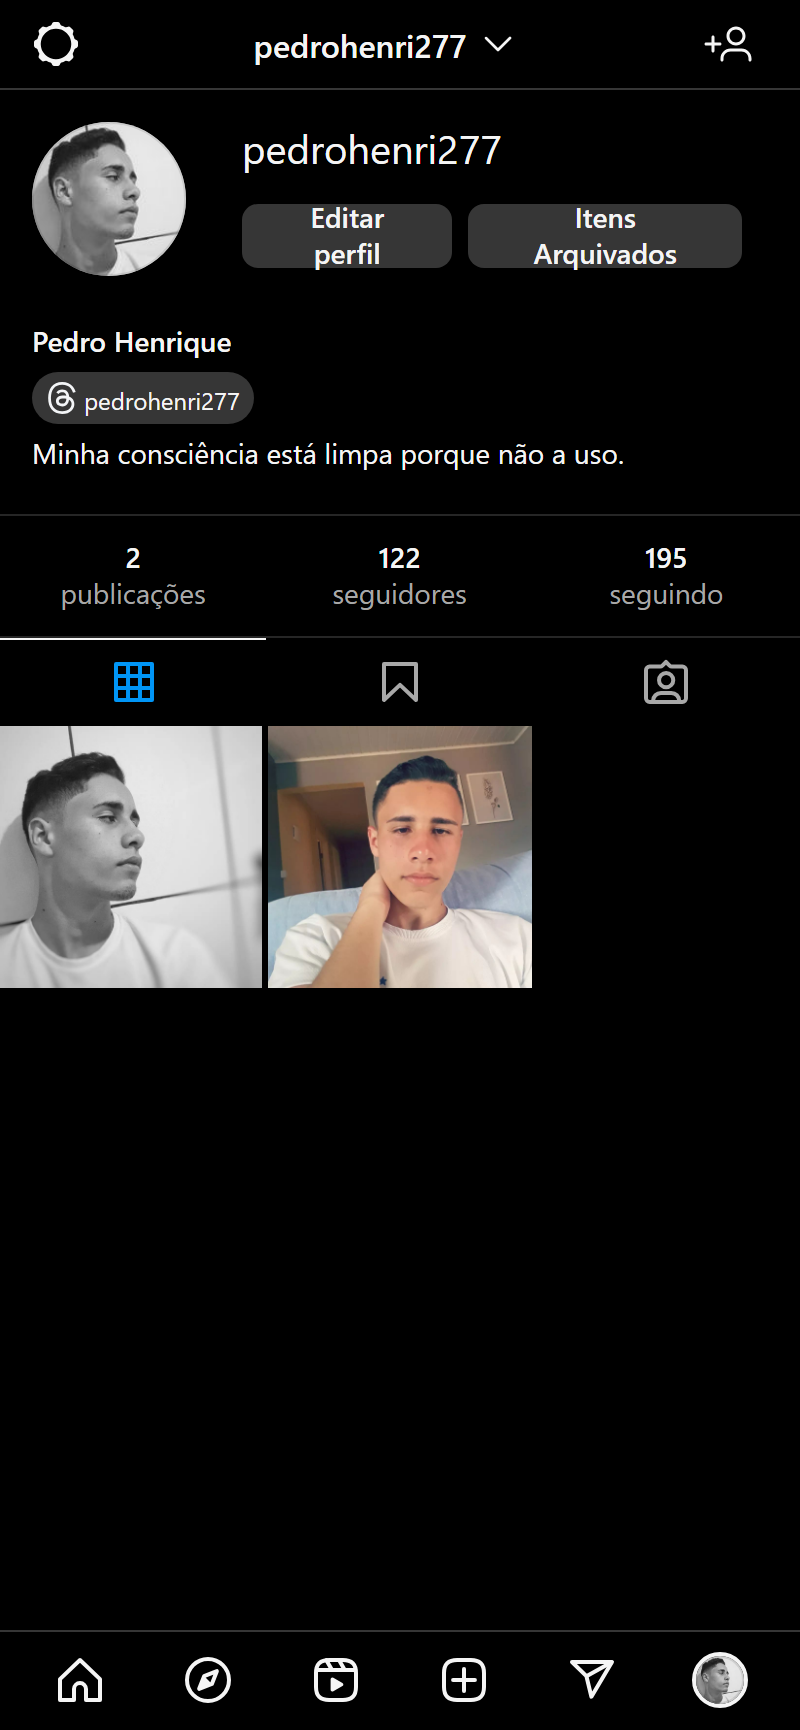 pedrohenri277
pedrohenri277
Editar
perfil
Itens
Arquivados
Pedro Henrique
pedrohenri277
Minha consciência está limpa porque não a uso.
2
publicações
122
seguidores
195
seguindo